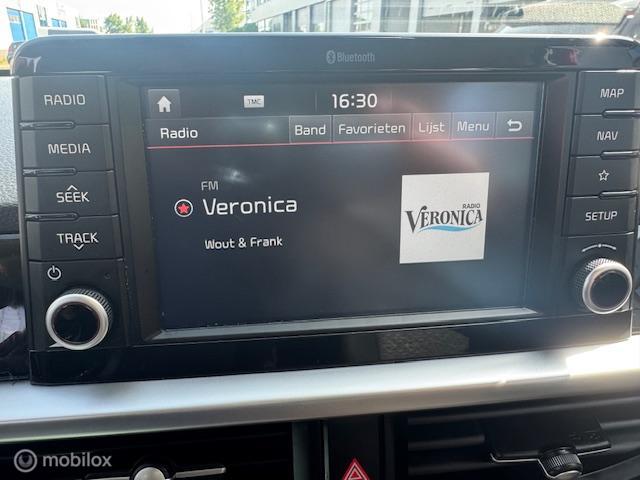 Bluetooth
RADIO
MEDIA
SEEK
TRACK
TMC
16:30
Radio
Band
Favorieten
Lijst
Menu
FM
Veronica
Wout & Frank
RADIO
VERONICA
MAP
NAV
SETUP
mobilox